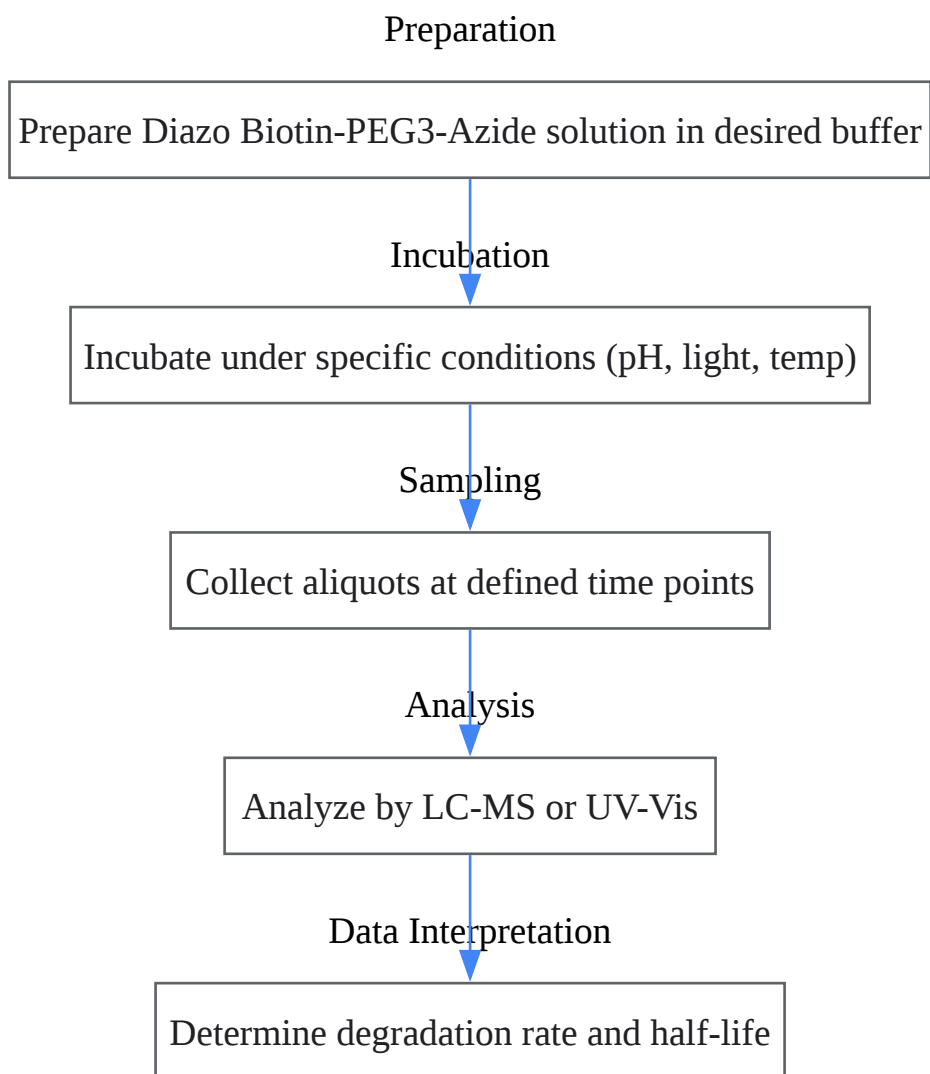 Preparation
Prepare Diazo Biotin-PEG3-Azide solution in desired buffer
Incubation
Incubate under specific conditions (pH, light, temp)
Sampling
Collect aliquots at defined time points
Analysis
Analyze by LC-MS or UV-Vis
Data Interpretation
Determine degradation rate and half-life